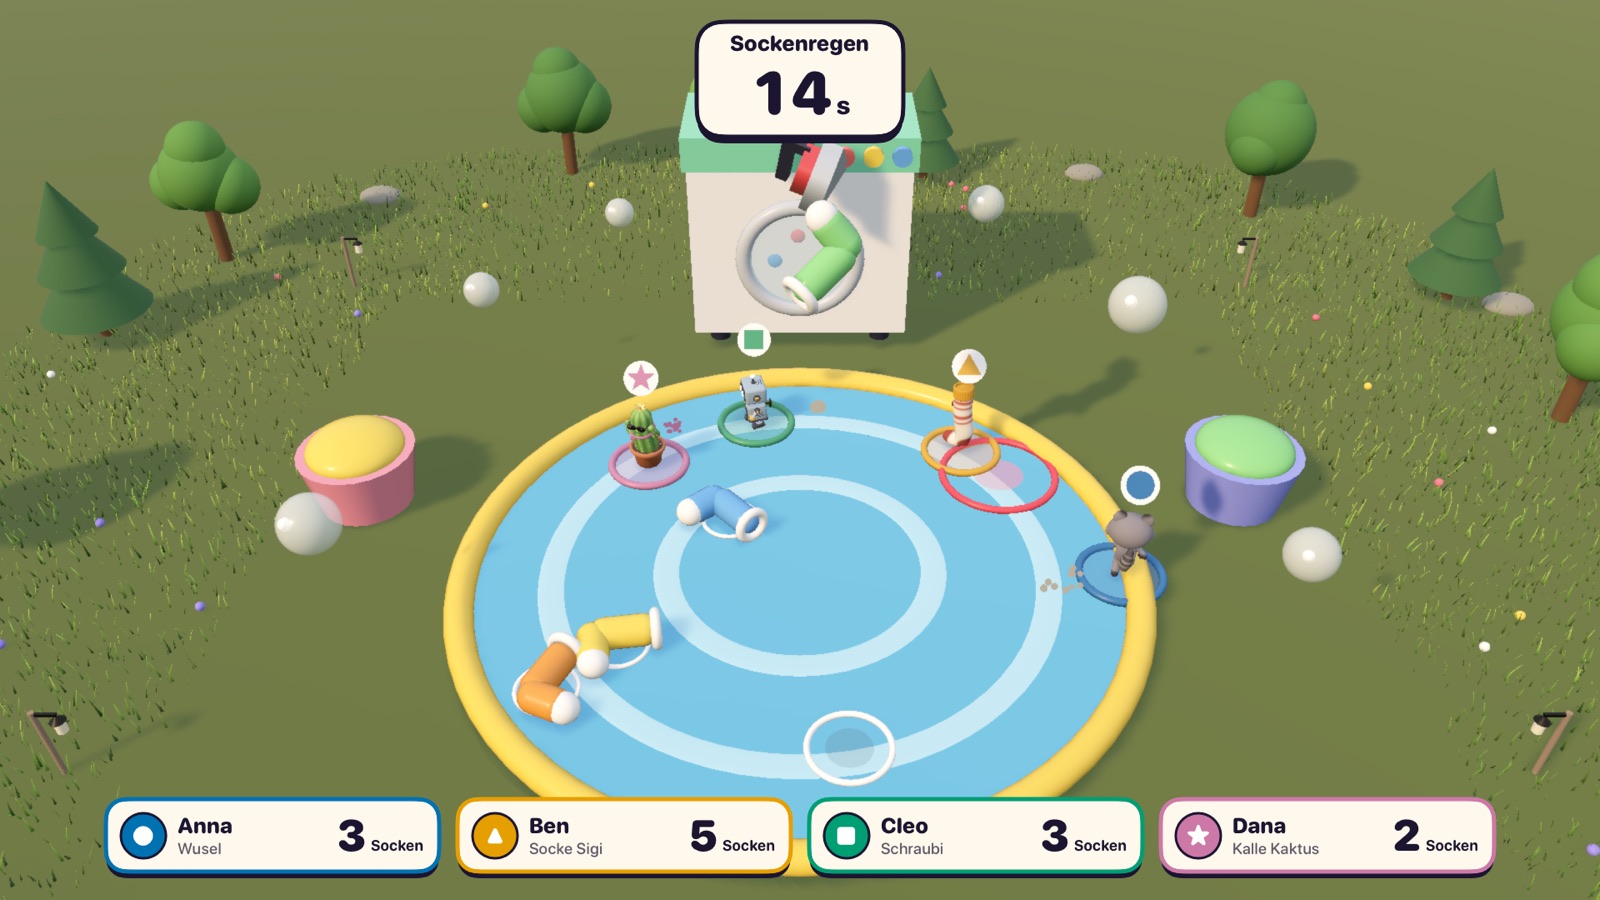 Sockenregen
14 s
Anna
Wusel
3 Socken
Ben
Socke Sigi
5 Socken
Cleo
Schraubi
3 Socken
Dana
Kalle Kaktus
2 Socken